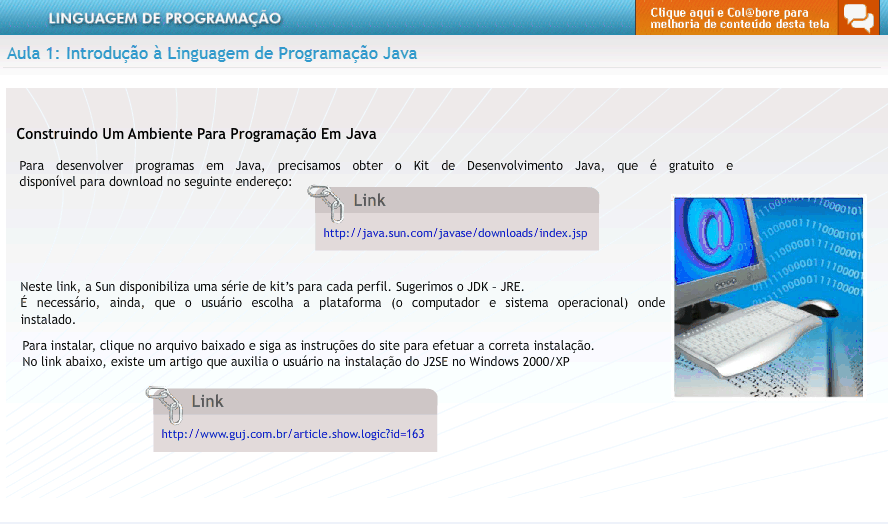 LINGUAGEM DE PROGRAMAÇÃO
Clique aqui e Col@bore para
melhoria de conteúdo desta tela
Aula 1: Introdução à Linguagem de Programação Java
Construindo Um Ambiente Para Programação Em Java
Para desenvolver programas em Java, precisamos obter o Kit de Desenvolvimento Java, que é gratuito e
disponível para download no seguinte endereço:
Link
http://java.sun.com/javase/downloads/index.jsp
Neste link, a Sun disponibiliza uma série de kit's para cada perfil. Sugerimos o JDK – JRE.
É necessário, ainda, que o usuário escolha a plataforma (o computador e sistema operacional) onde
instalado.
Para instalar, clique no arquivo baixado e siga as instruções do site para efetuar a correta instalação.
No link abaixo, existe um artigo que auxilia o usuário na instalação do J2SE no Windows 2000/XP
Link
http://www.guj.com.br/article.show.logic?id=163